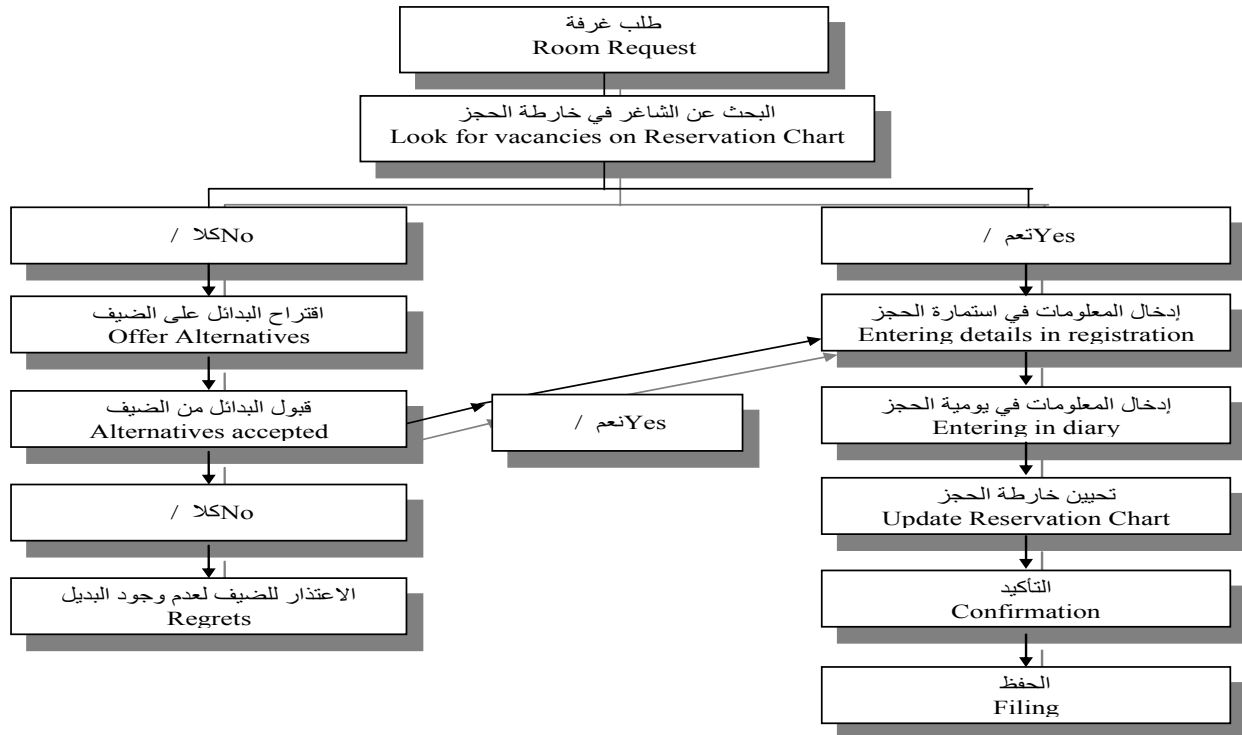 طلب غرفة
Room Request
البحث عن الشاغر في خارطة الحجز
Look for vacancies on Reservation Chart
كلا / No
نعم / Yes
اقتراح البدائل على الضيف
Offer Alternatives
إدخال المعلومات في استمارة الحجز
Entering details in registration
قبول البدائل من الضيف
Alternatives accepted
نعم / Yes
إدخال المعلومات في يومية الحجز
Entering in diary
كلا / No
تحيين خارطة الحجز
Update Reservation Chart
الاعتذار للضيف لعدم وجود البديل
Regrets
التأكيد
Confirmation
الحفظ
Filing